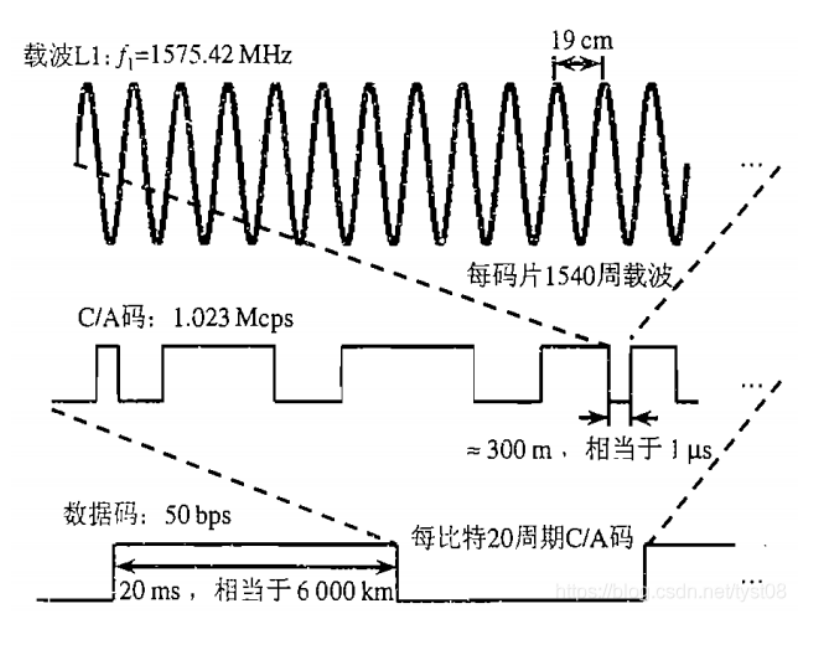 载波L1:f₁=1575.42 MHz
19 cm
...
每码片1540周载波
C/A码：1.023 Mcps
...
≈300 m，相当于1 μs
数据码：50 bps
每比特20周期C/A码
20 ms，相当于6 000 km
...
https://blog.csdn.net/tyst08